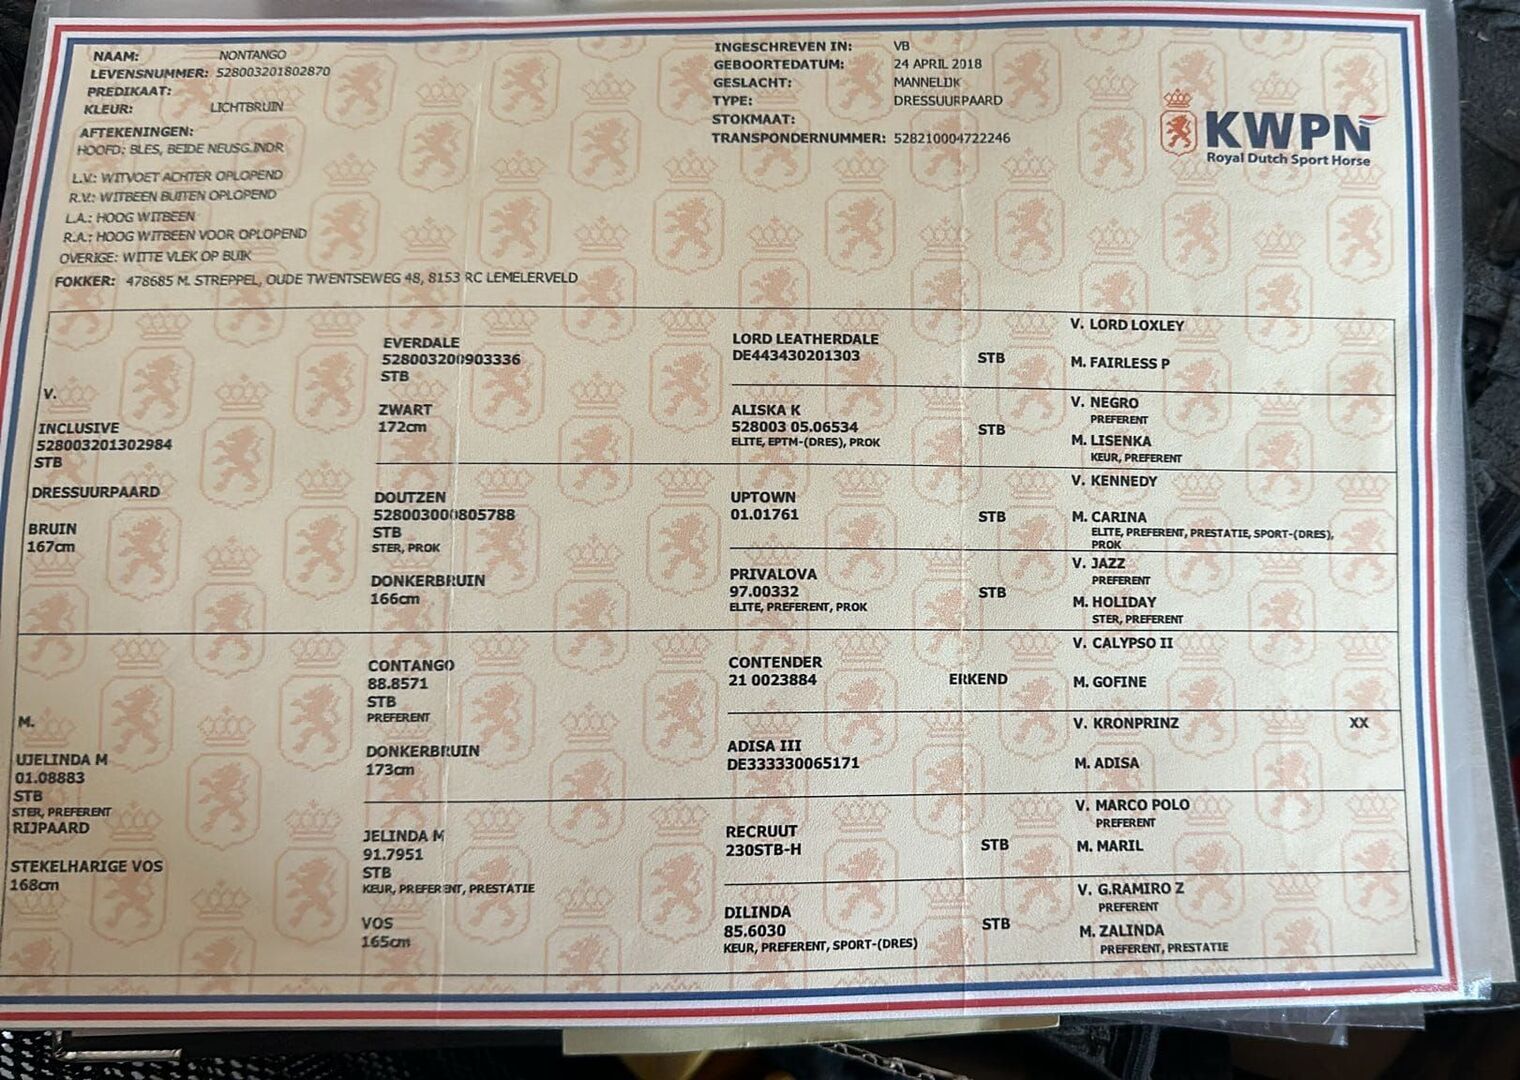 NAAM: NONTANGO
LEVENSNUMMER: 528003201802870
PREDIKAAT:
KLEUR: LICHTBRUIN
AFTEKENINGEN:
HOOFD: BLES, BEIDE NEUSG.INDR
L.V.: WITVOET ACHTER OPLOPEND
R.V.: WITBEEN BUITEN OPLOPEND
L.A.: HOOG WITBEEN
R.A.: HOOG WITBEEN VOOR OPLOPEND
OVERIGE: WITTE VLEK OP BUIK
FOKKER: 478685 M. STREPPEL, OUDE TWENTSEWEG 48, 8153 RC LEMELERVELD
INGESCHREVEN IN: VB
GEBOORTEDATUM: 24 APRIL 2018
GESLACHT: MANNELIJK
TYPE: DRESSUURPAARD
STOKMAAT:
TRANSPONDERNUMMER: 528210004722246
KWPN
Royal Dutch Sport Horse
V.
INCLUSIVE
528003201302984
STB
DRESSUURPAARD
BRUIN
167cm
M.
UJELINDA M
01.08883
STB
STER, PREFERENT
RIJPAARD
STEKELHARIGE VOS
168cm
EVERDALE
528003200903336
STB
ZWART
172cm
DOUTZEN
528003000805788
STB
STER, PROK
DONKERBRUIN
166cm
CONTANGO
88.8571
STB
PREFERENT
DONKERBRUIN
173cm
JELINDA M
91.7951
STB
KEUR, PREFERENT, PRESTATIE
VOS
165cm
LORD LEATHERDALE
DE443430201303 STB
ALISKA K
528003 05.06534 STB
ELITE, EPTM-(DRES), PROK
UPTOWN
01.01761 STB
PRIVALOVA
97.00332 STB
ELITE, PREFERENT, PROK
CONTENDER
21 0023884 ERKEND
ADISA III
DE333330065171
RECRUUT
230STB-H STB
DILINDA
85.6030 STB
KEUR, PREFERENT, SPORT-(DRES)
V. LORD LOXLEY
M. FAIRLESS P
V. NEGRO
PREFERENT
M. LISENKA
KEUR, PREFERENT
V. KENNEDY
M. CARINA
ELITE, PREFERENT, PRESTATIE, SPORT-(DRES),
PROK
V. JAZZ
PREFERENT
M. HOLIDAY
STER, PREFERENT
V. CALYPSO II
M. GOFINE
V. KRONPRINZ XX
M. ADISA
V. MARCO POLO
PREFERENT
M. MARIL
V. G.RAMIRO Z
PREFERENT
M. ZALINDA
PREFERENT, PRESTATIE